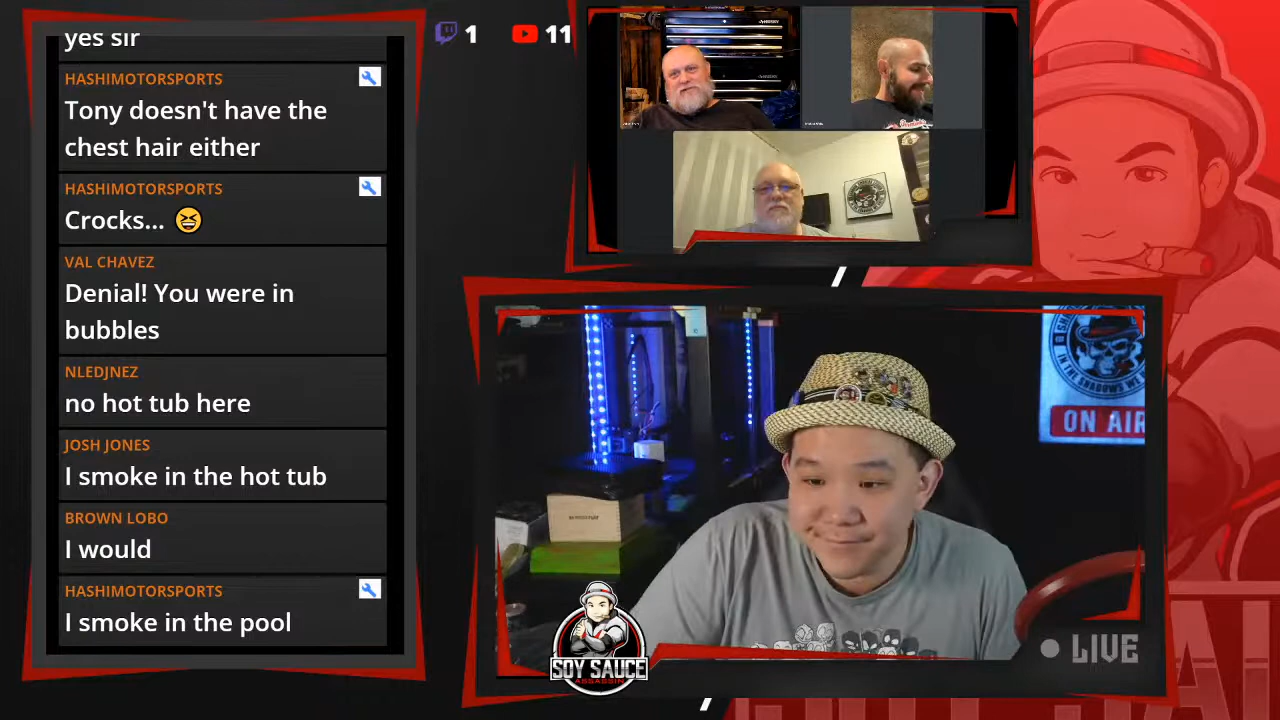 yes sir
HASHIMOTORSPORTS
Tony doesn't have the
chest hair either
HASHIMOTORSPORTS
Crocks... 😆
VAL CHAVEZ
Denial! You were in
bubbles
NLEDJNEZ
no hot tub here
JOSH JONES
I smoke in the hot tub
BROWN LOBO
I would
HASHIMOTORSPORTS
I smoke in the pool
1
11
ON AIR
SOY SAUCE
ASSASSIN
LIVE